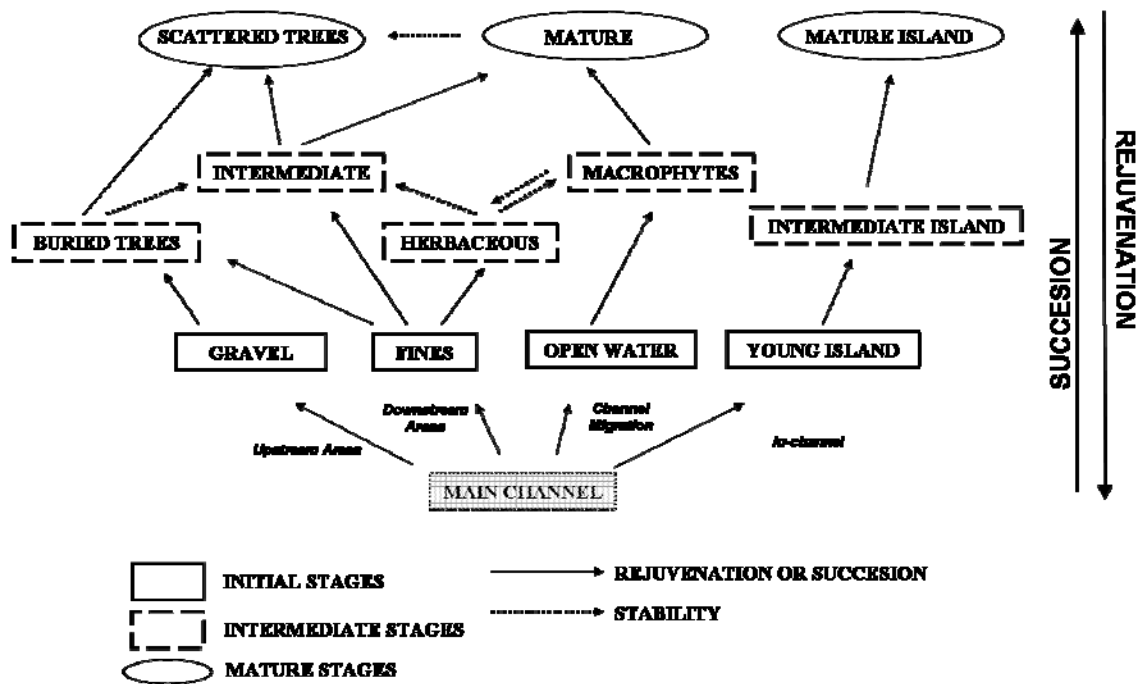 SCATTERED TREES
MATURE
MATURE ISLAND
INTERMEDIATE
MACROPHYTES
BURIED TREES
HERBACEOUS
INTERMEDIATE ISLAND
GRAVEL
FINES
OPEN WATER
YOUNG ISLAND
Upstream Areas
Downstream
Areas
Channel
Migration
In-channel
MAIN CHANNEL
SUCCESION
REJUVENATION
INITIAL STAGES
INTERMEDIATE STAGES
MATURE STAGES
REJUVENATION OR SUCCESION
STABILITY